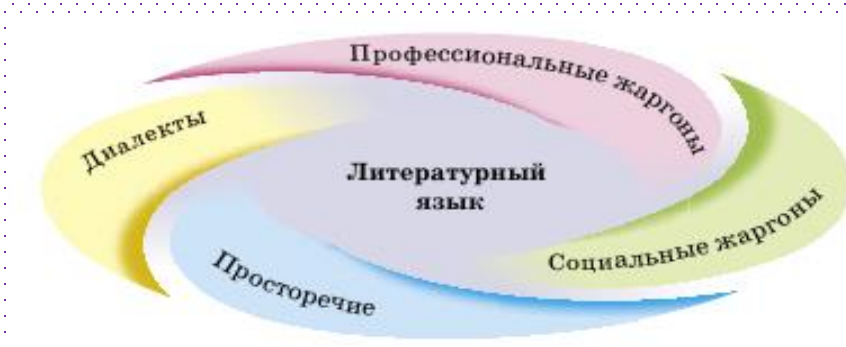 Профессиональные жаргоны
Диалекты
Литературный
язык
Социальные жаргоны
Просторечие